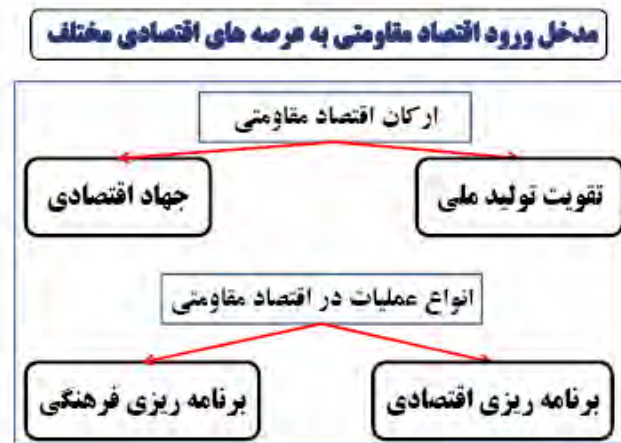 مدخل ورود اقتصاد مقاومتی به عرصه های اقتصادی مختلف
ارکان اقتصاد مقاومتی
تقویت تولید ملی
جهاد اقتصادی
انواع عملیات در اقتصاد مقاومتی
برنامه ریزی اقتصادی
برنامه ریزی فرهنگی